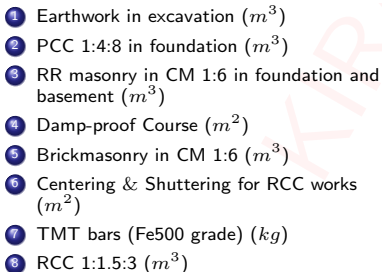 1 Earthwork in excavation (m³)
2 PCC 1:4:8 in foundation (m³)
3 RR masonry in CM 1:6 in foundation and
basement (m³)
4 Damp-proof Course (m²)
5 Brickmasonry in CM 1:6 (m³)
6 Centering & Shuttering for RCC works
(m²)
7 TMT bars (Fe500 grade) (kg)
8 RCC 1:1.5:3 (m³)
KIR